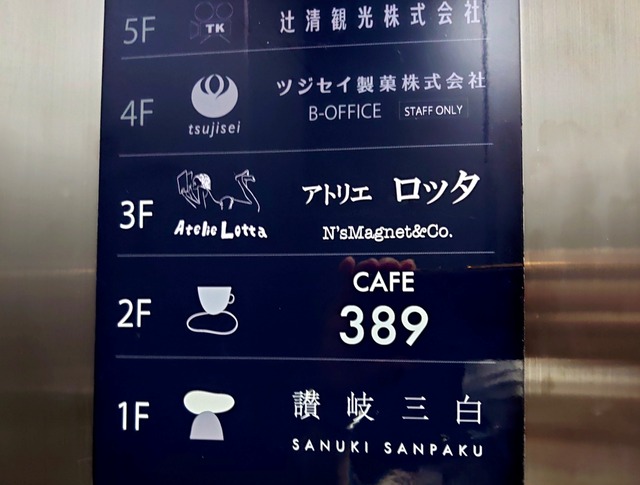 5F TK 辻清観光株式会社
4F tsujisei ツジセイ製菓株式会社
B-OFFICE STAFF ONLY
3F アトリエ ロッタ
Atelie Lotta N'sMagnet&Co.
2F CAFE
389
1F 讃岐三白
SANUKI SANPAKU